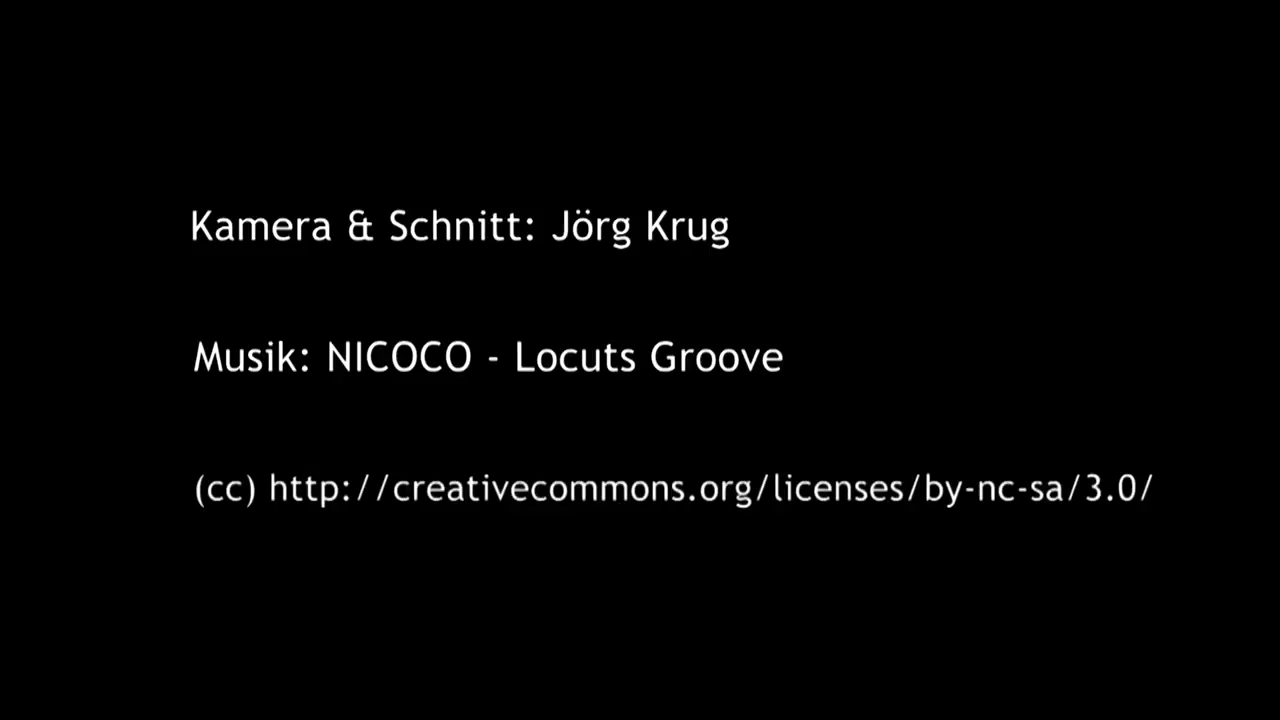 Kamera & Schnitt: Jörg Krug
Musik: NICOCO - Locuts Groove
(cc) http://creativecommons.org/licenses/by-nc-sa/3.0/